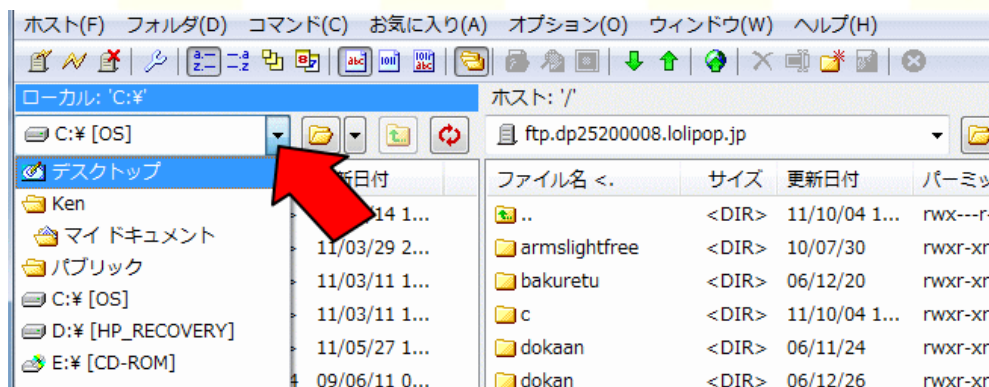 ホスト(F) フォルダ(D) コマンド(C) お気に入り(A) オプション(O) ウィンドウ(W) ヘルプ(H)
ローカル: 'C:¥'
ホスト: '/'
C:¥ [OS]
ftp.dp25200008.lolipop.jp
デスクトップ
Ken
マイ ドキュメント
パブリック
C:¥ [OS]
D:¥ [HP_RECOVERY]
E:¥ [CD-ROM]
新日付
14 1...
11/03/29 2...
11/03/11 1...
11/03/11 1...
11/05/27 1...
09/06/11 0...
ファイル名 <. サイズ 更新日付 パーミッ
.. <DIR> 11/10/04 1... rwx---r-
armslightfree <DIR> 10/07/30 rwxr-xr
bakuretu <DIR> 06/12/20 rwxr-xr
c <DIR> 11/10/04 1... rwxr-xr
dokaan <DIR> 06/11/24 rwxr-xr
dokan <DIR> 06/12/26 rwxr-xr